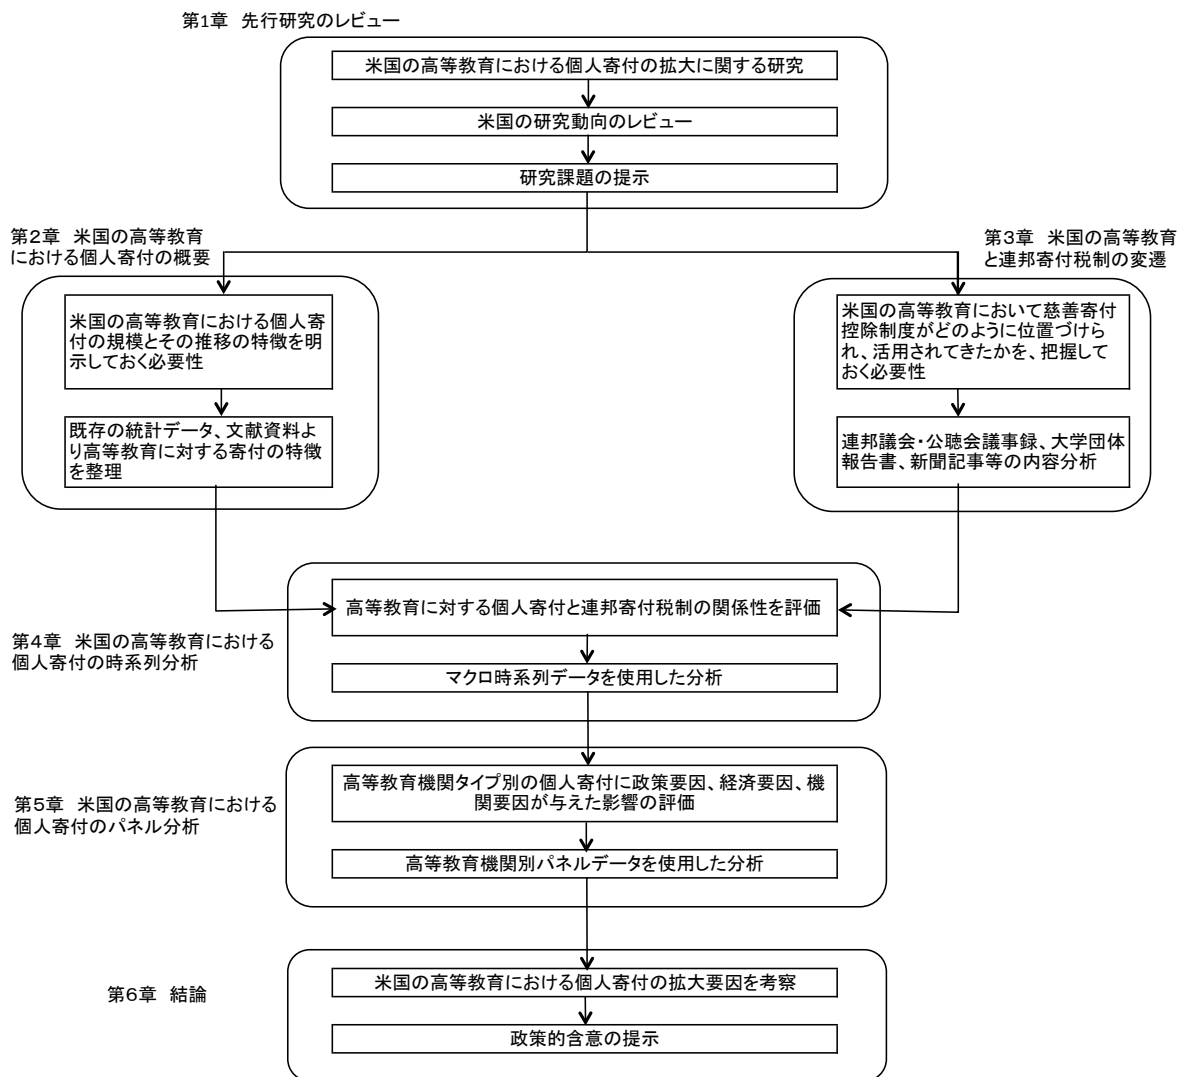 第1章 先行研究のレビュー
米国の高等教育における個人寄付の拡大に関する研究
米国の研究動向のレビュー
研究課題の提示
第2章 米国の高等教育
における個人寄付の概要
米国の高等教育における個人寄
付の規模とその推移の特徴を明
示しておく必要性
既存の統計データ、文献資料よ
り高等教育に対する寄付の特徴
を整理
第3章 米国の高等教育
と連邦寄付税制の変遷
米国の高等教育において慈善寄付
控除制度がどのように位置づけら
れ、活用されてきたかを、把握して
おく必要性
連邦議会・公聴会議事録、大学団体
報告書、新聞記事等の内容分析
第4章 米国の高等教育における
個人寄付の時系列分析
高等教育に対する個人寄付と連邦寄付税制の関係性を評価
マクロ時系列データを使用した分析
第5章 米国の高等教育における
個人寄付のパネル分析
高等教育機関タイプ別の個人寄付に政策要因、経済要因、機
関要因が与えた影響の評価
高等教育機関別パネルデータを使用した分析
第6章 結論
米国の高等教育における個人寄付の拡大要因を考察
政策的含意の提示